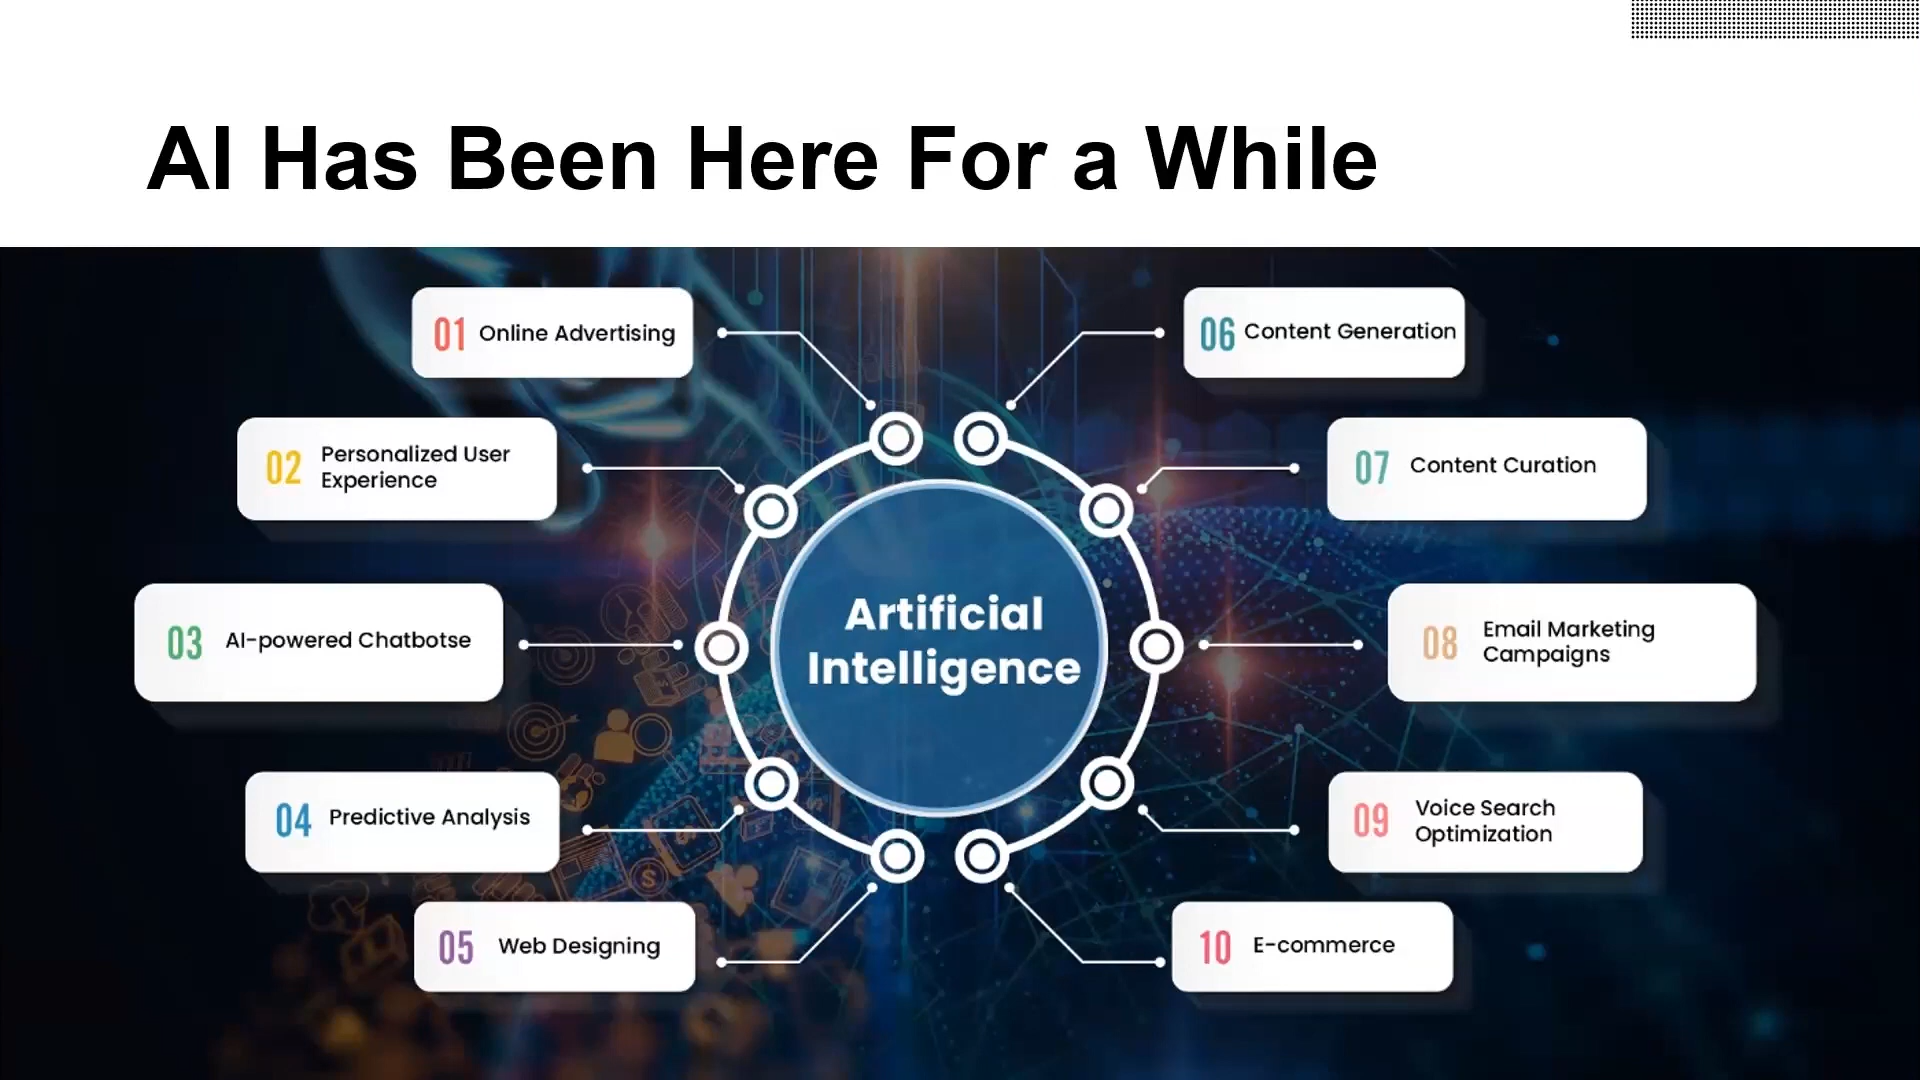 AI Has Been Here For a While
01 Online Advertising
02 Personalized User
Experience
03 AI-powered Chatbotse
04 Predictive Analysis
05 Web Designing
Artificial
Intelligence
06 Content Generation
07 Content Curation
08 Email Marketing
Campaigns
09 Voice Search
Optimization
10 E-commerce